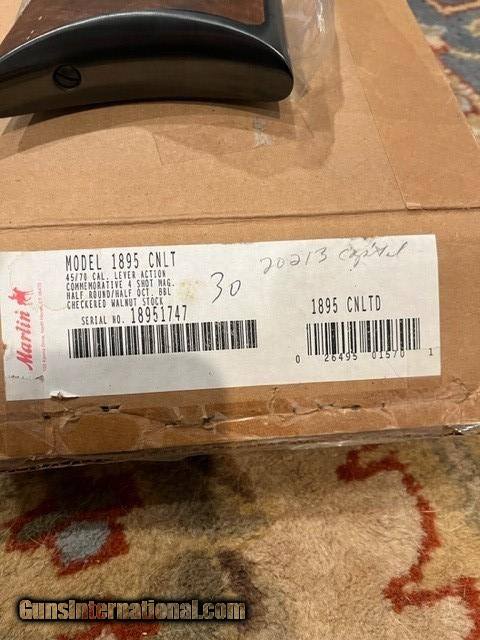 MODEL 1895 CNLT
45/70 CAL. LEVER ACTION
COMMEMORATIVE 4 SHOT MAG.
HALF ROUND/HALF OCT. BBL
CHECKERED WALNUT STOCK
SERIAL NO. 18951747
Marlin
30
20213 Capital
1895 CNLTD
0 26495 01570 1
GunsInternational.com